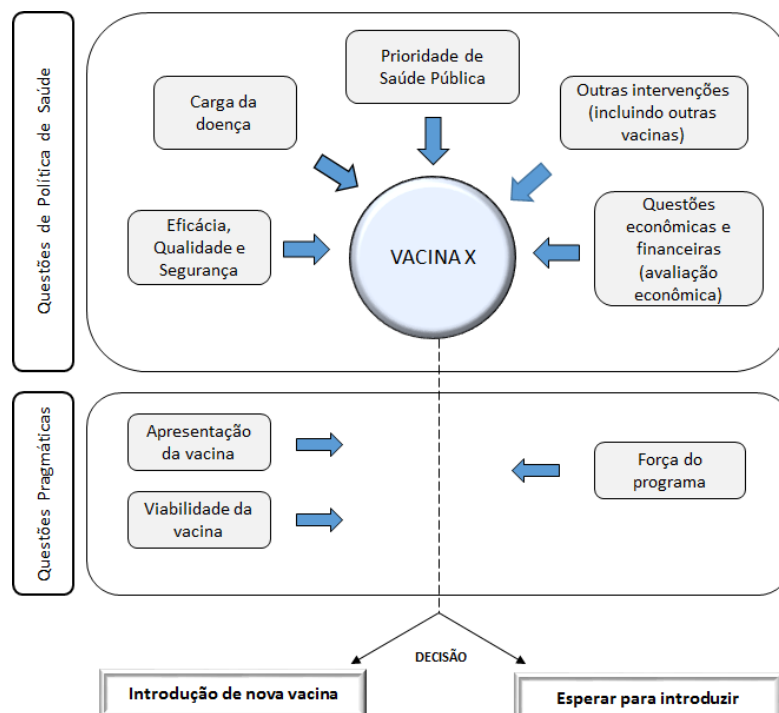 Questões de Política de Saúde
Prioridade de
Saúde Pública
Carga da
doença
Outras intervenções
(incluindo outras
vacinas)
Eficácia,
Qualidade e
Segurança
VACINA X
Questões
econômicas e
financeiras
(avaliação
econômica)
Questões Pragmáticas
Apresentação
da vacina
Força do
programa
Viabilidade da
vacina
DECISÃO
Introdução de nova vacina
Esperar para introduzir